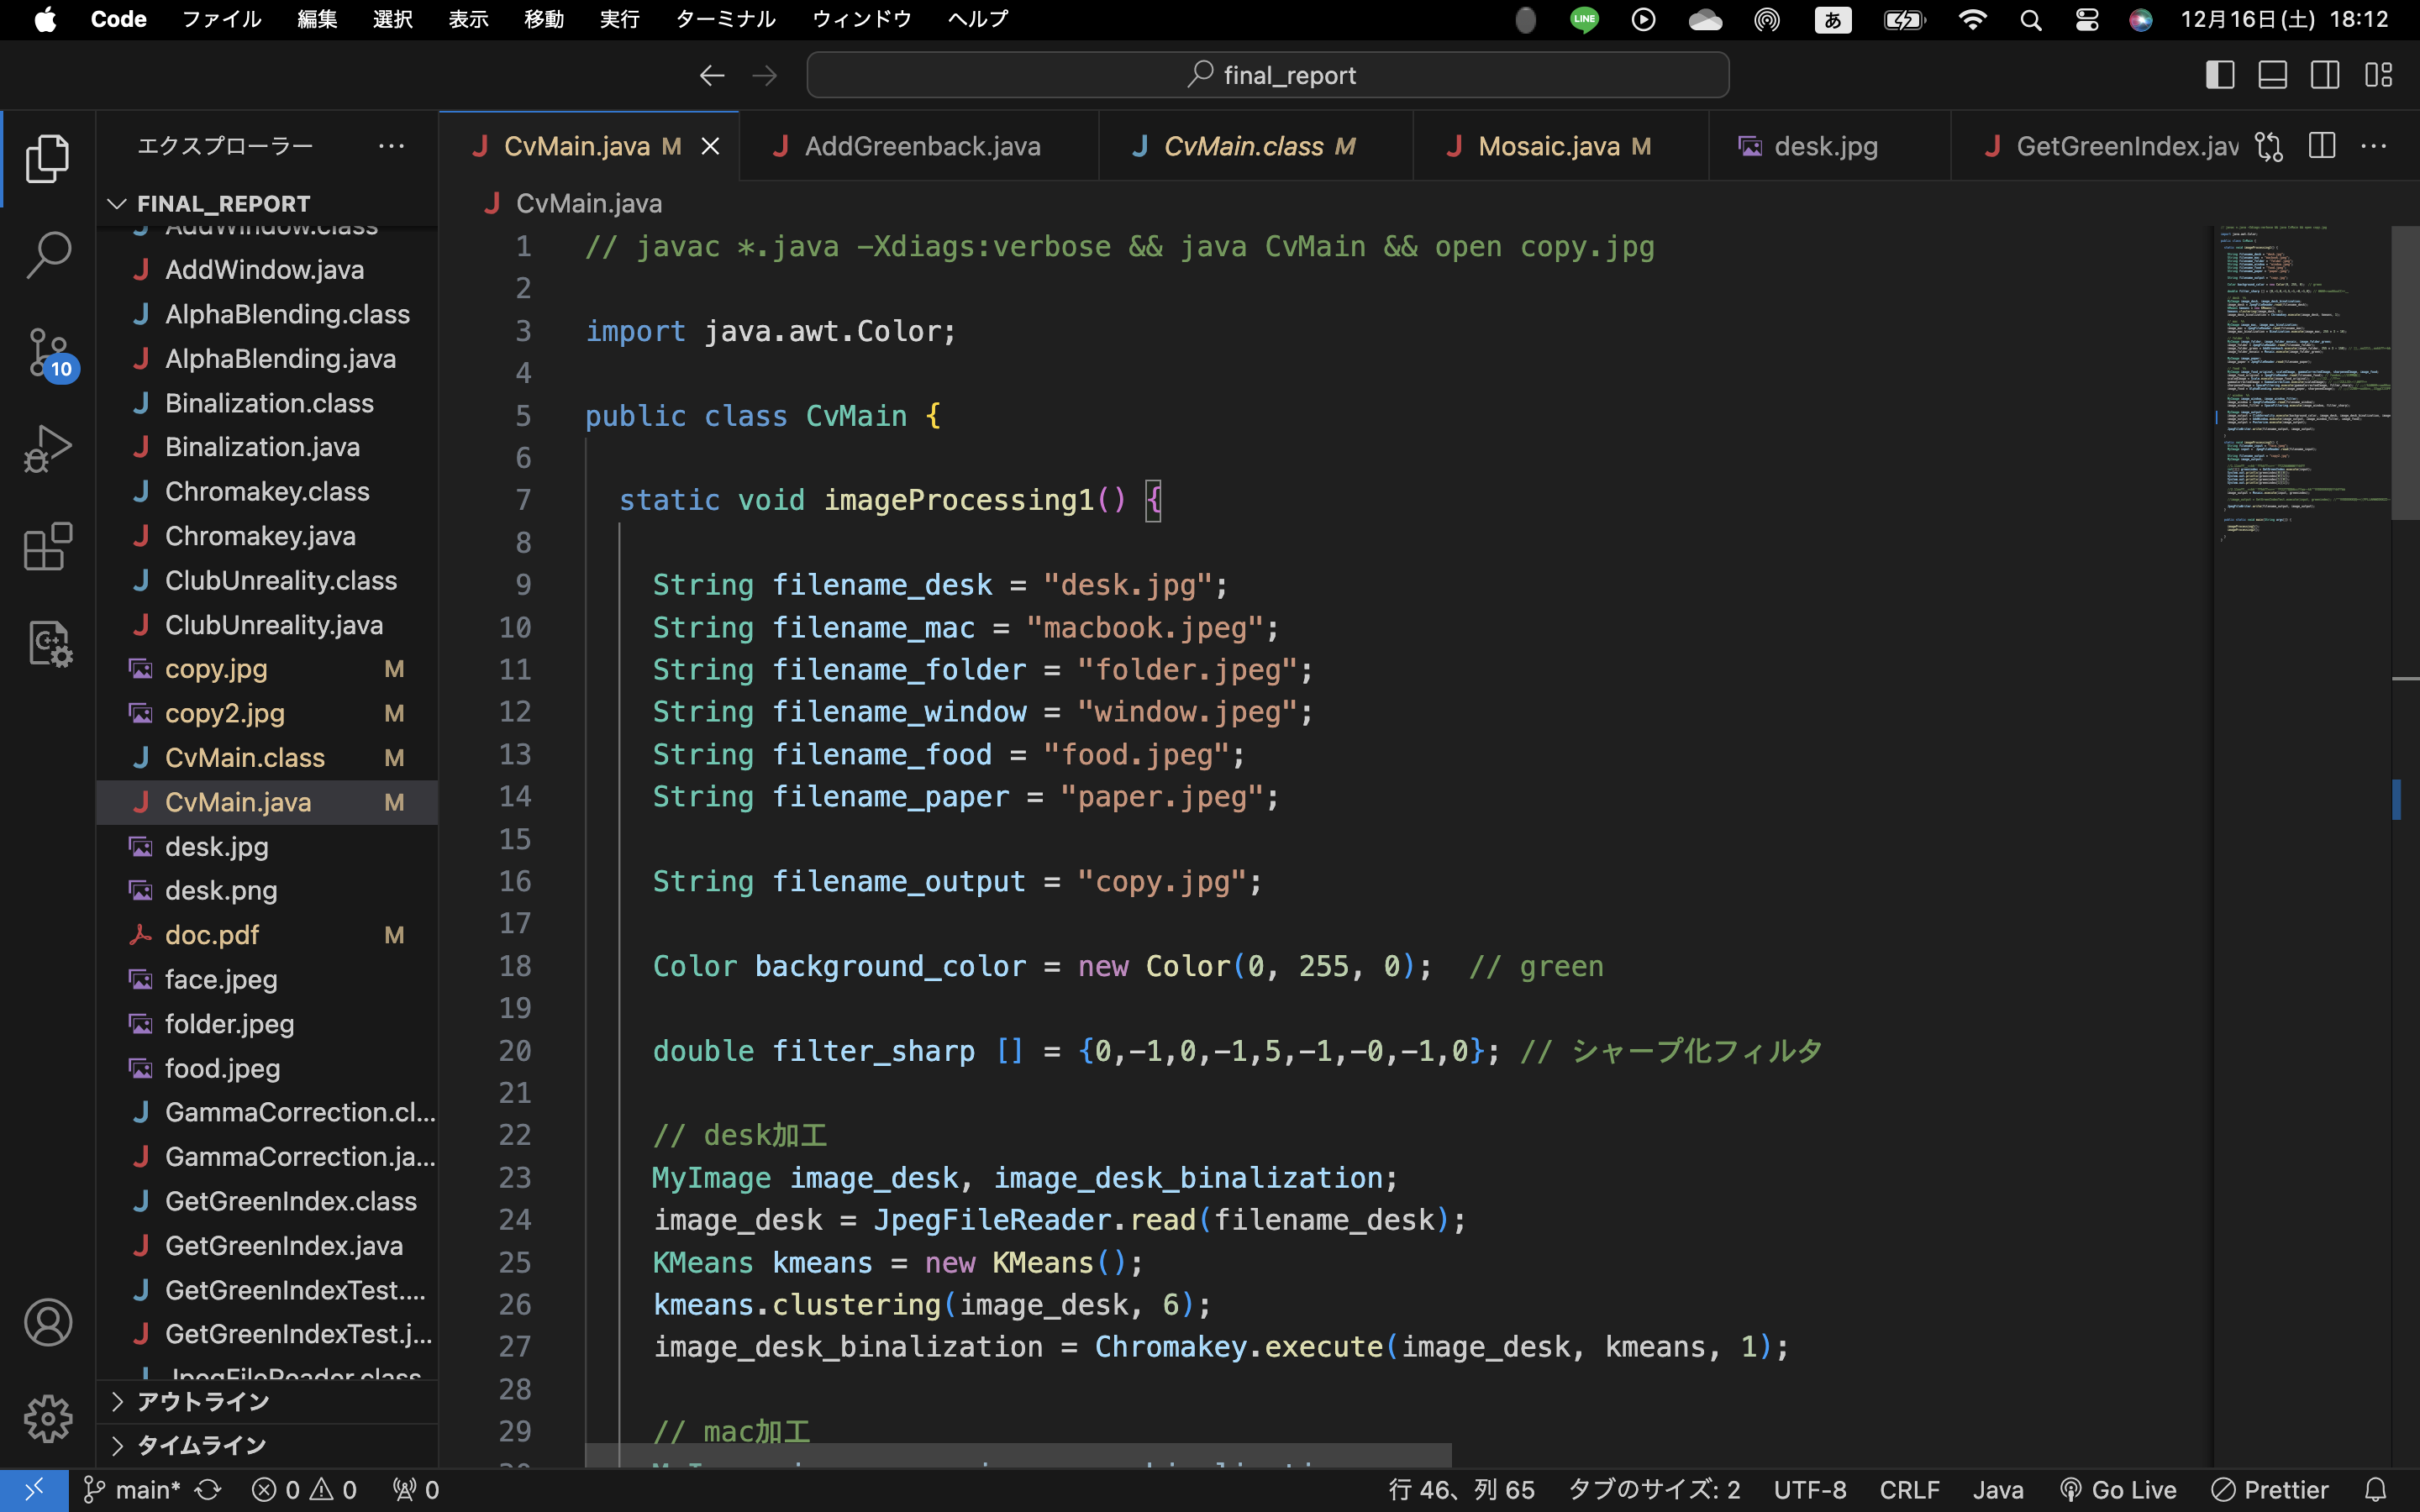 Code ファイル 編集 選択 表示 移動 実行 ターミナル ウィンドウ ヘルプ LINE あ 12月16日(土) 18:12
final_report
エクスプローラー
CvMain.java M
AddGreenback.java
CvMain.class M
Mosaic.java M
desk.jpg
GetGreenIndex.jav
FINAL_REPORT
AddWindow.class
AddWindow.java
AlphaBlending.class
AlphaBlending.java
Binalization.class
Binalization.java
Chromakey.class
Chromakey.java
ClubUnreality.class
ClubUnreality.java
copy.jpg M
copy2.jpg M
CvMain.class M
CvMain.java M
desk.jpg
desk.png
doc.pdf M
face.jpeg
folder.jpeg
food.jpeg
GammaCorrection.cl...
GammaCorrection.ja...
GetGreenIndex.class
GetGreenIndex.java
GetGreenIndexTest....
GetGreenIndexTest.j...
JpegFileReader.class
アウトライン
タイムライン
10
CvMain.java
1 // javac *.java -Xdiags:verbose && java CvMain && open copy.jpg
2
3 import java.awt.Color;
4
5 public class CvMain {
6
7 static void imageProcessing1() {
8
9 String filename_desk = "desk.jpg";
10 String filename_mac = "macbook.jpeg";
11 String filename_folder = "folder.jpeg";
12 String filename_window = "window.jpeg";
13 String filename_food = "food.jpeg";
14 String filename_paper = "paper.jpeg";
15
16 String filename_output = "copy.jpg";
17
18 Color background_color = new Color(0, 255, 0); // green
19
20 double filter_sharp [] = {0,-1,0,-1,5,-1,-0,-1,0}; // シャープ化フィルタ
21
22 // desk加工
23 MyImage image_desk, image_desk_binalization;
24 image_desk = JpegFileReader.read(filename_desk);
25 KMeans kmeans = new KMeans();
26 kmeans.clustering(image_desk, 6);
27 image_desk_binalization = Chromakey.execute(image_desk, kmeans, 1);
28
29 // mac加工
main* 0 0 0 行 46、列 65 タブのサイズ: 2 UTF-8 CRLF Java Go Live Prettier